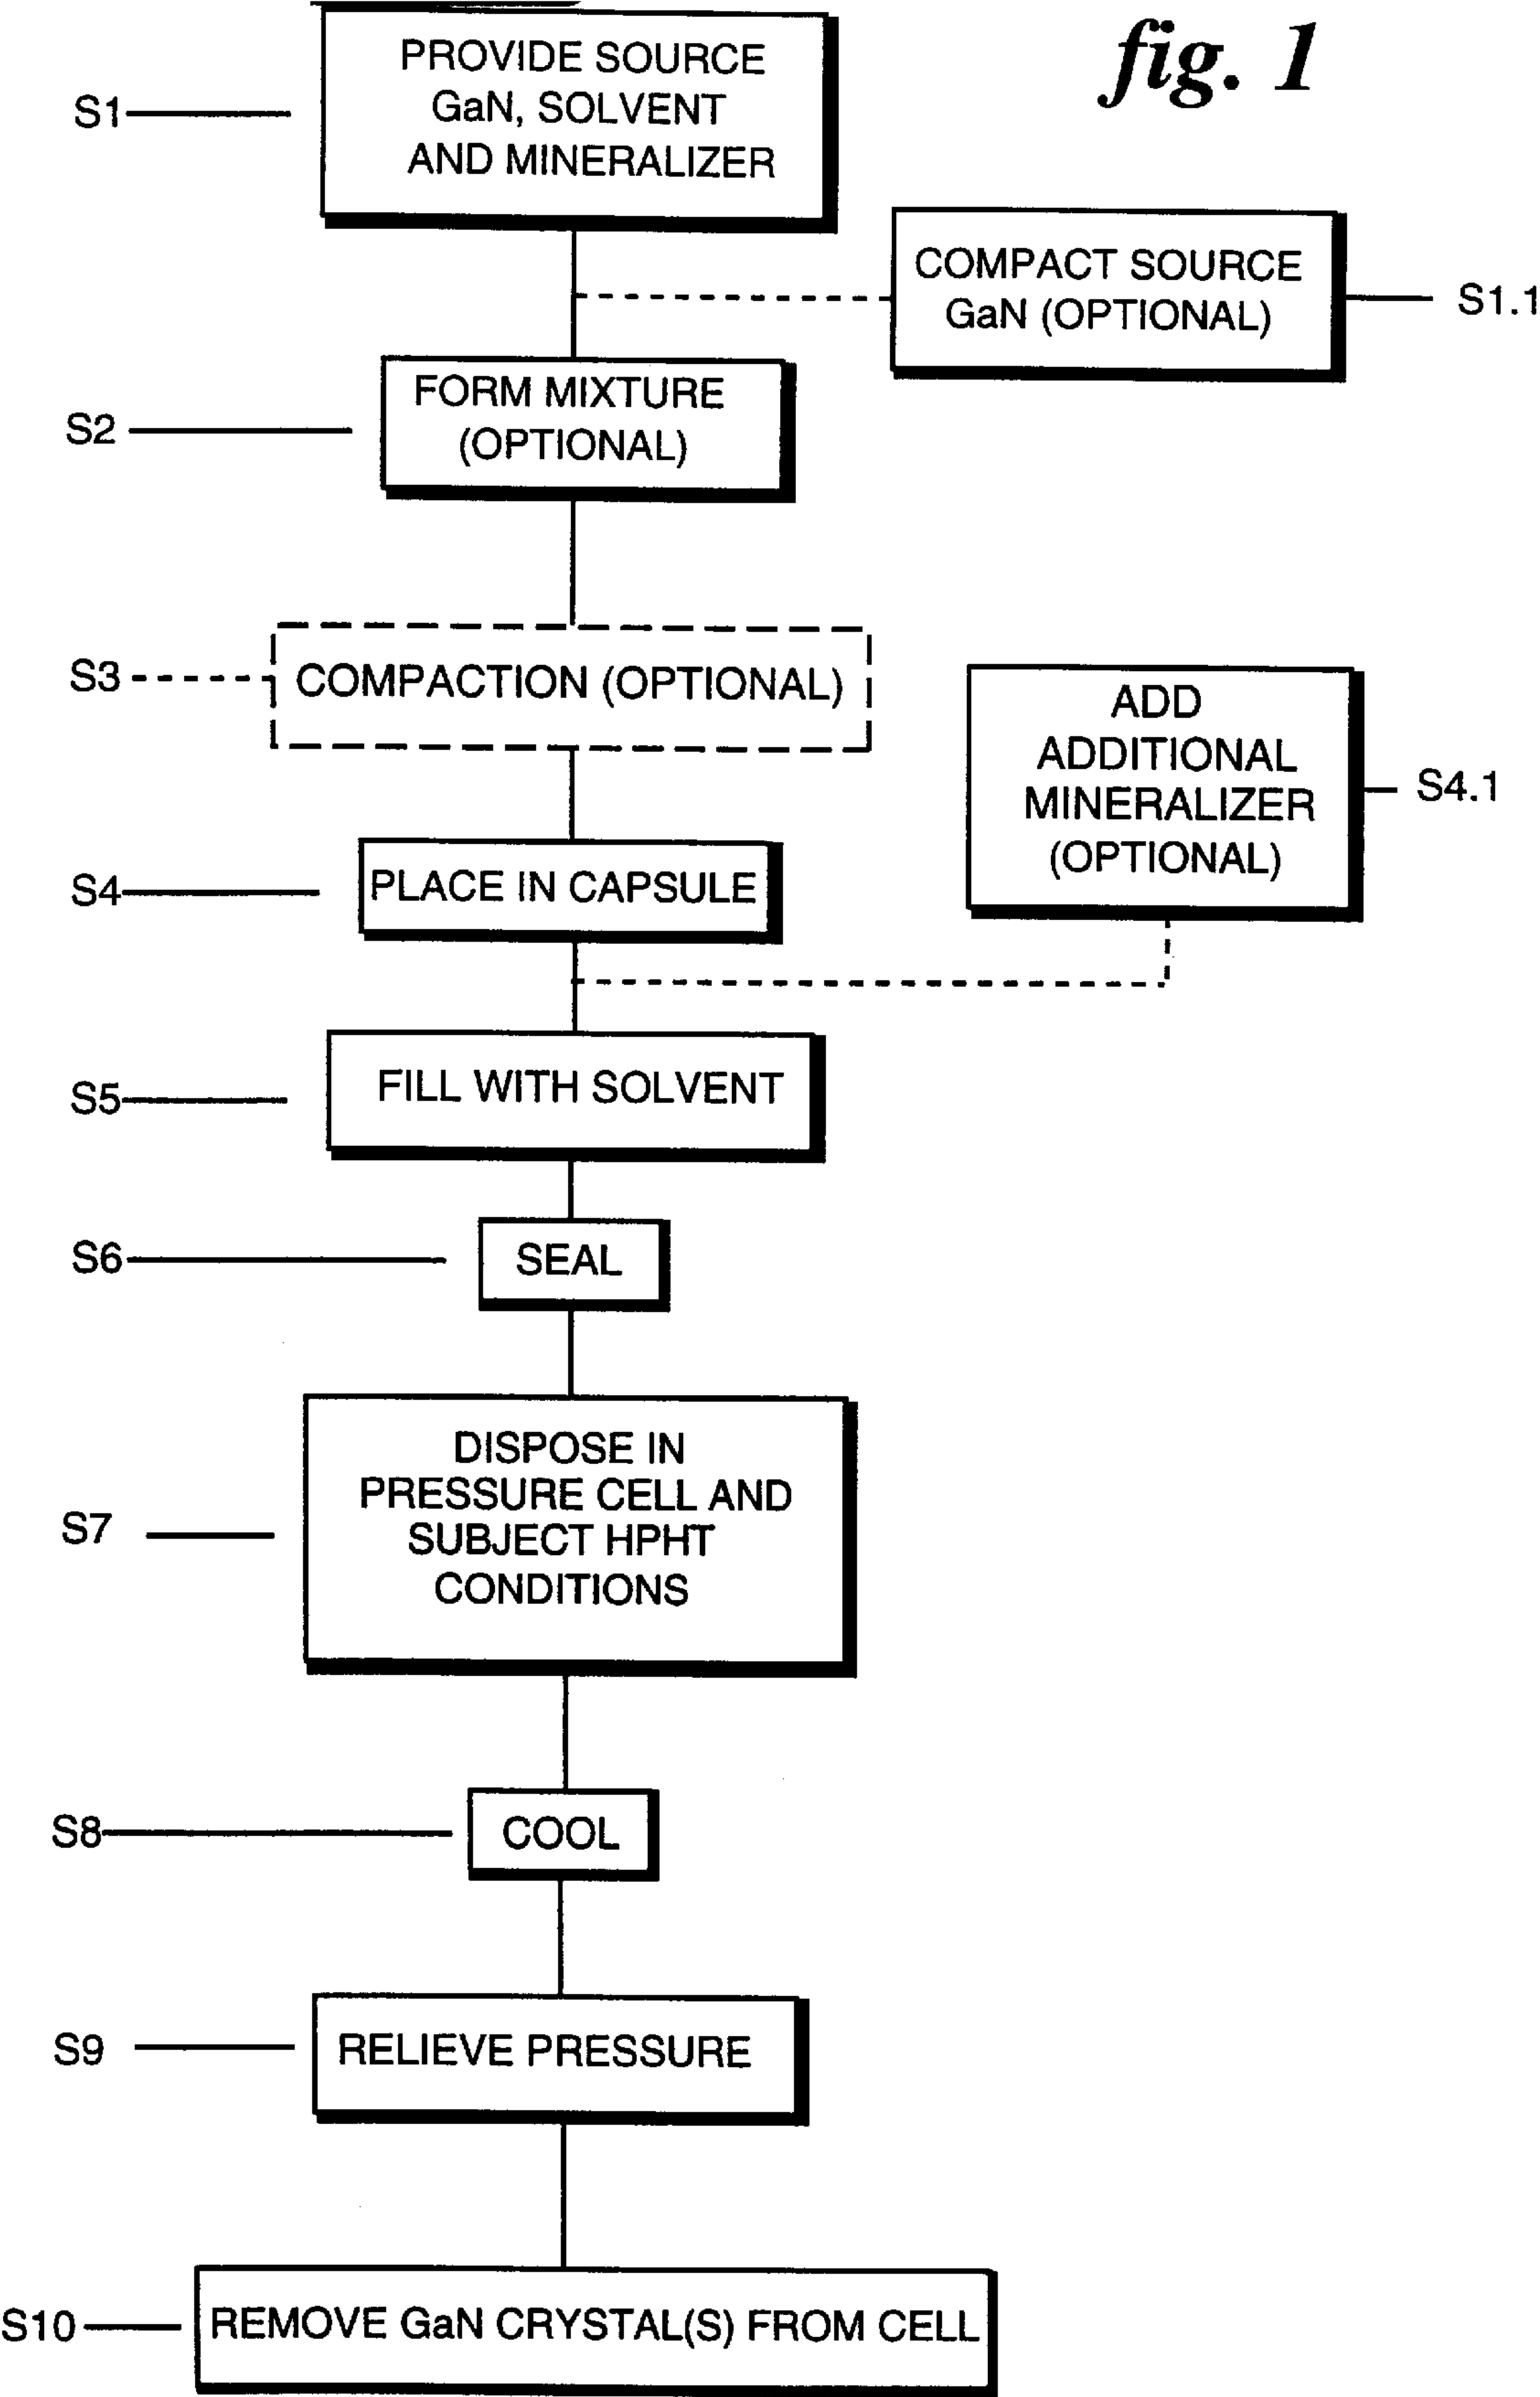 fig. 1
S1
PROVIDE SOURCE
GaN, SOLVENT
AND MINERALIZER
COMPACT SOURCE
GaN (OPTIONAL)
S1.1
S2
FORM MIXTURE
(OPTIONAL)
S3
COMPACTION (OPTIONAL)
S4
PLACE IN CAPSULE
ADD
ADDITIONAL
MINERALIZER
(OPTIONAL)
S4.1
S5
FILL WITH SOLVENT
S6
SEAL
S7
DISPOSE IN
PRESSURE CELL AND
SUBJECT HPHT
CONDITIONS
S8
COOL
S9
RELIEVE PRESSURE
S10
REMOVE GaN CRYSTAL(S) FROM CELL